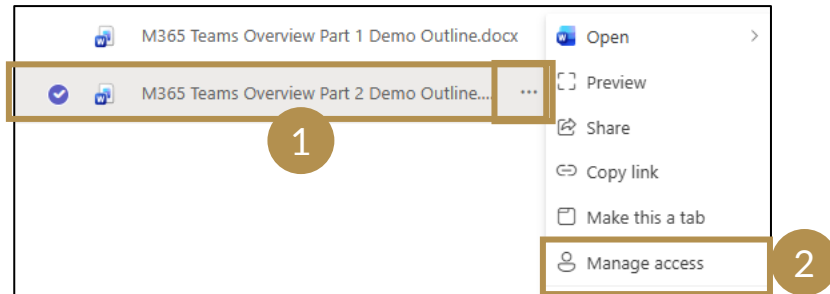 M365 Teams Overview Part 1 Demo Outline.docx
Open
M365 Teams Overview Part 2 Demo Outline....
...
Preview
1
Share
Copy link
Make this a tab
Manage access
2